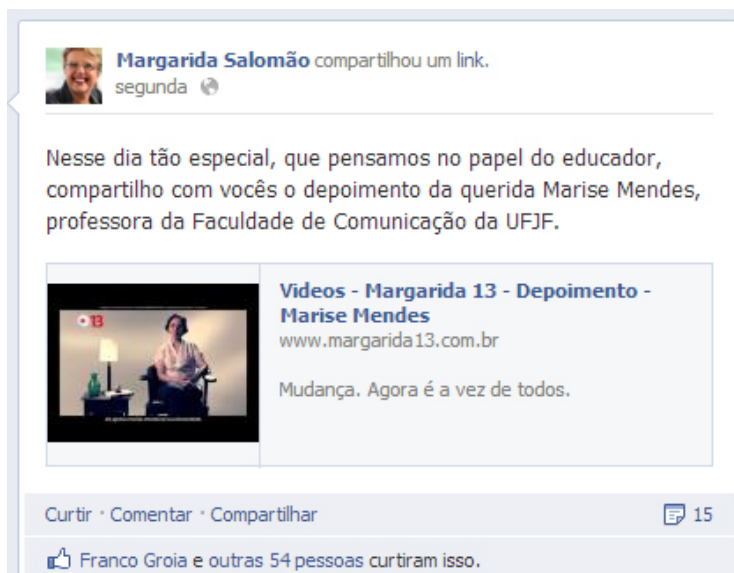 Margarida Salomão compartilhou um link.
segunda
Nesse dia tão especial, que pensamos no papel do educador,
compartilho com vocês o depoimento da querida Marise Mendes,
professora da Faculdade de Comunicação da UFJF.
13
Videos - Margarida 13 - Depoimento -
Marise Mendes
www.margarida13.com.br
Mudança. Agora é a vez de todos.
Curtir · Comentar · Compartilhar
15
Franco Groia e outras 54 pessoas curtiram isso.